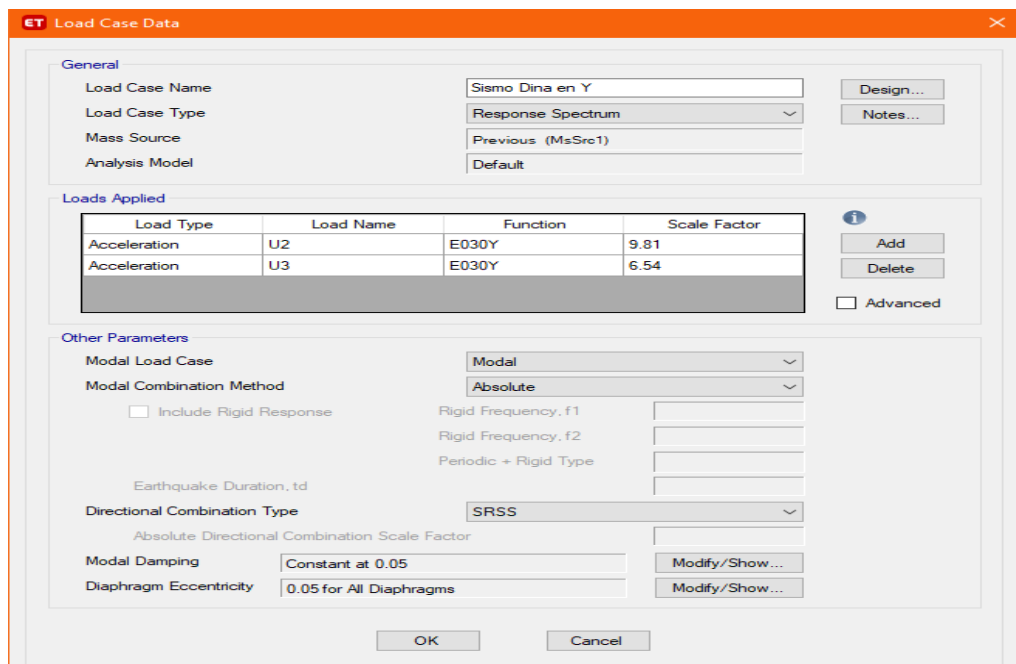 ET Load Case Data
General
Load Case Name Sismo Dina en Y Design...
Load Case Type Response Spectrum Notes...
Mass Source Previous (MsSrc1)
Analysis Model Default
Loads Applied
Load Type Load Name Function Scale Factor
Acceleration U2 E030Y 9.81 Add
Acceleration U3 E030Y 6.54 Delete
Advanced
Other Parameters
Modal Load Case Modal
Modal Combination Method Absolute
Include Rigid Response Rigid Frequency, f1
Rigid Frequency, f2
Periodic + Rigid Type
Earthquake Duration, td
Directional Combination Type SRSS
Absolute Directional Combination Scale Factor
Modal Damping Constant at 0.05 Modify/Show...
Diaphragm Eccentricity 0.05 for All Diaphragms Modify/Show...
OK Cancel